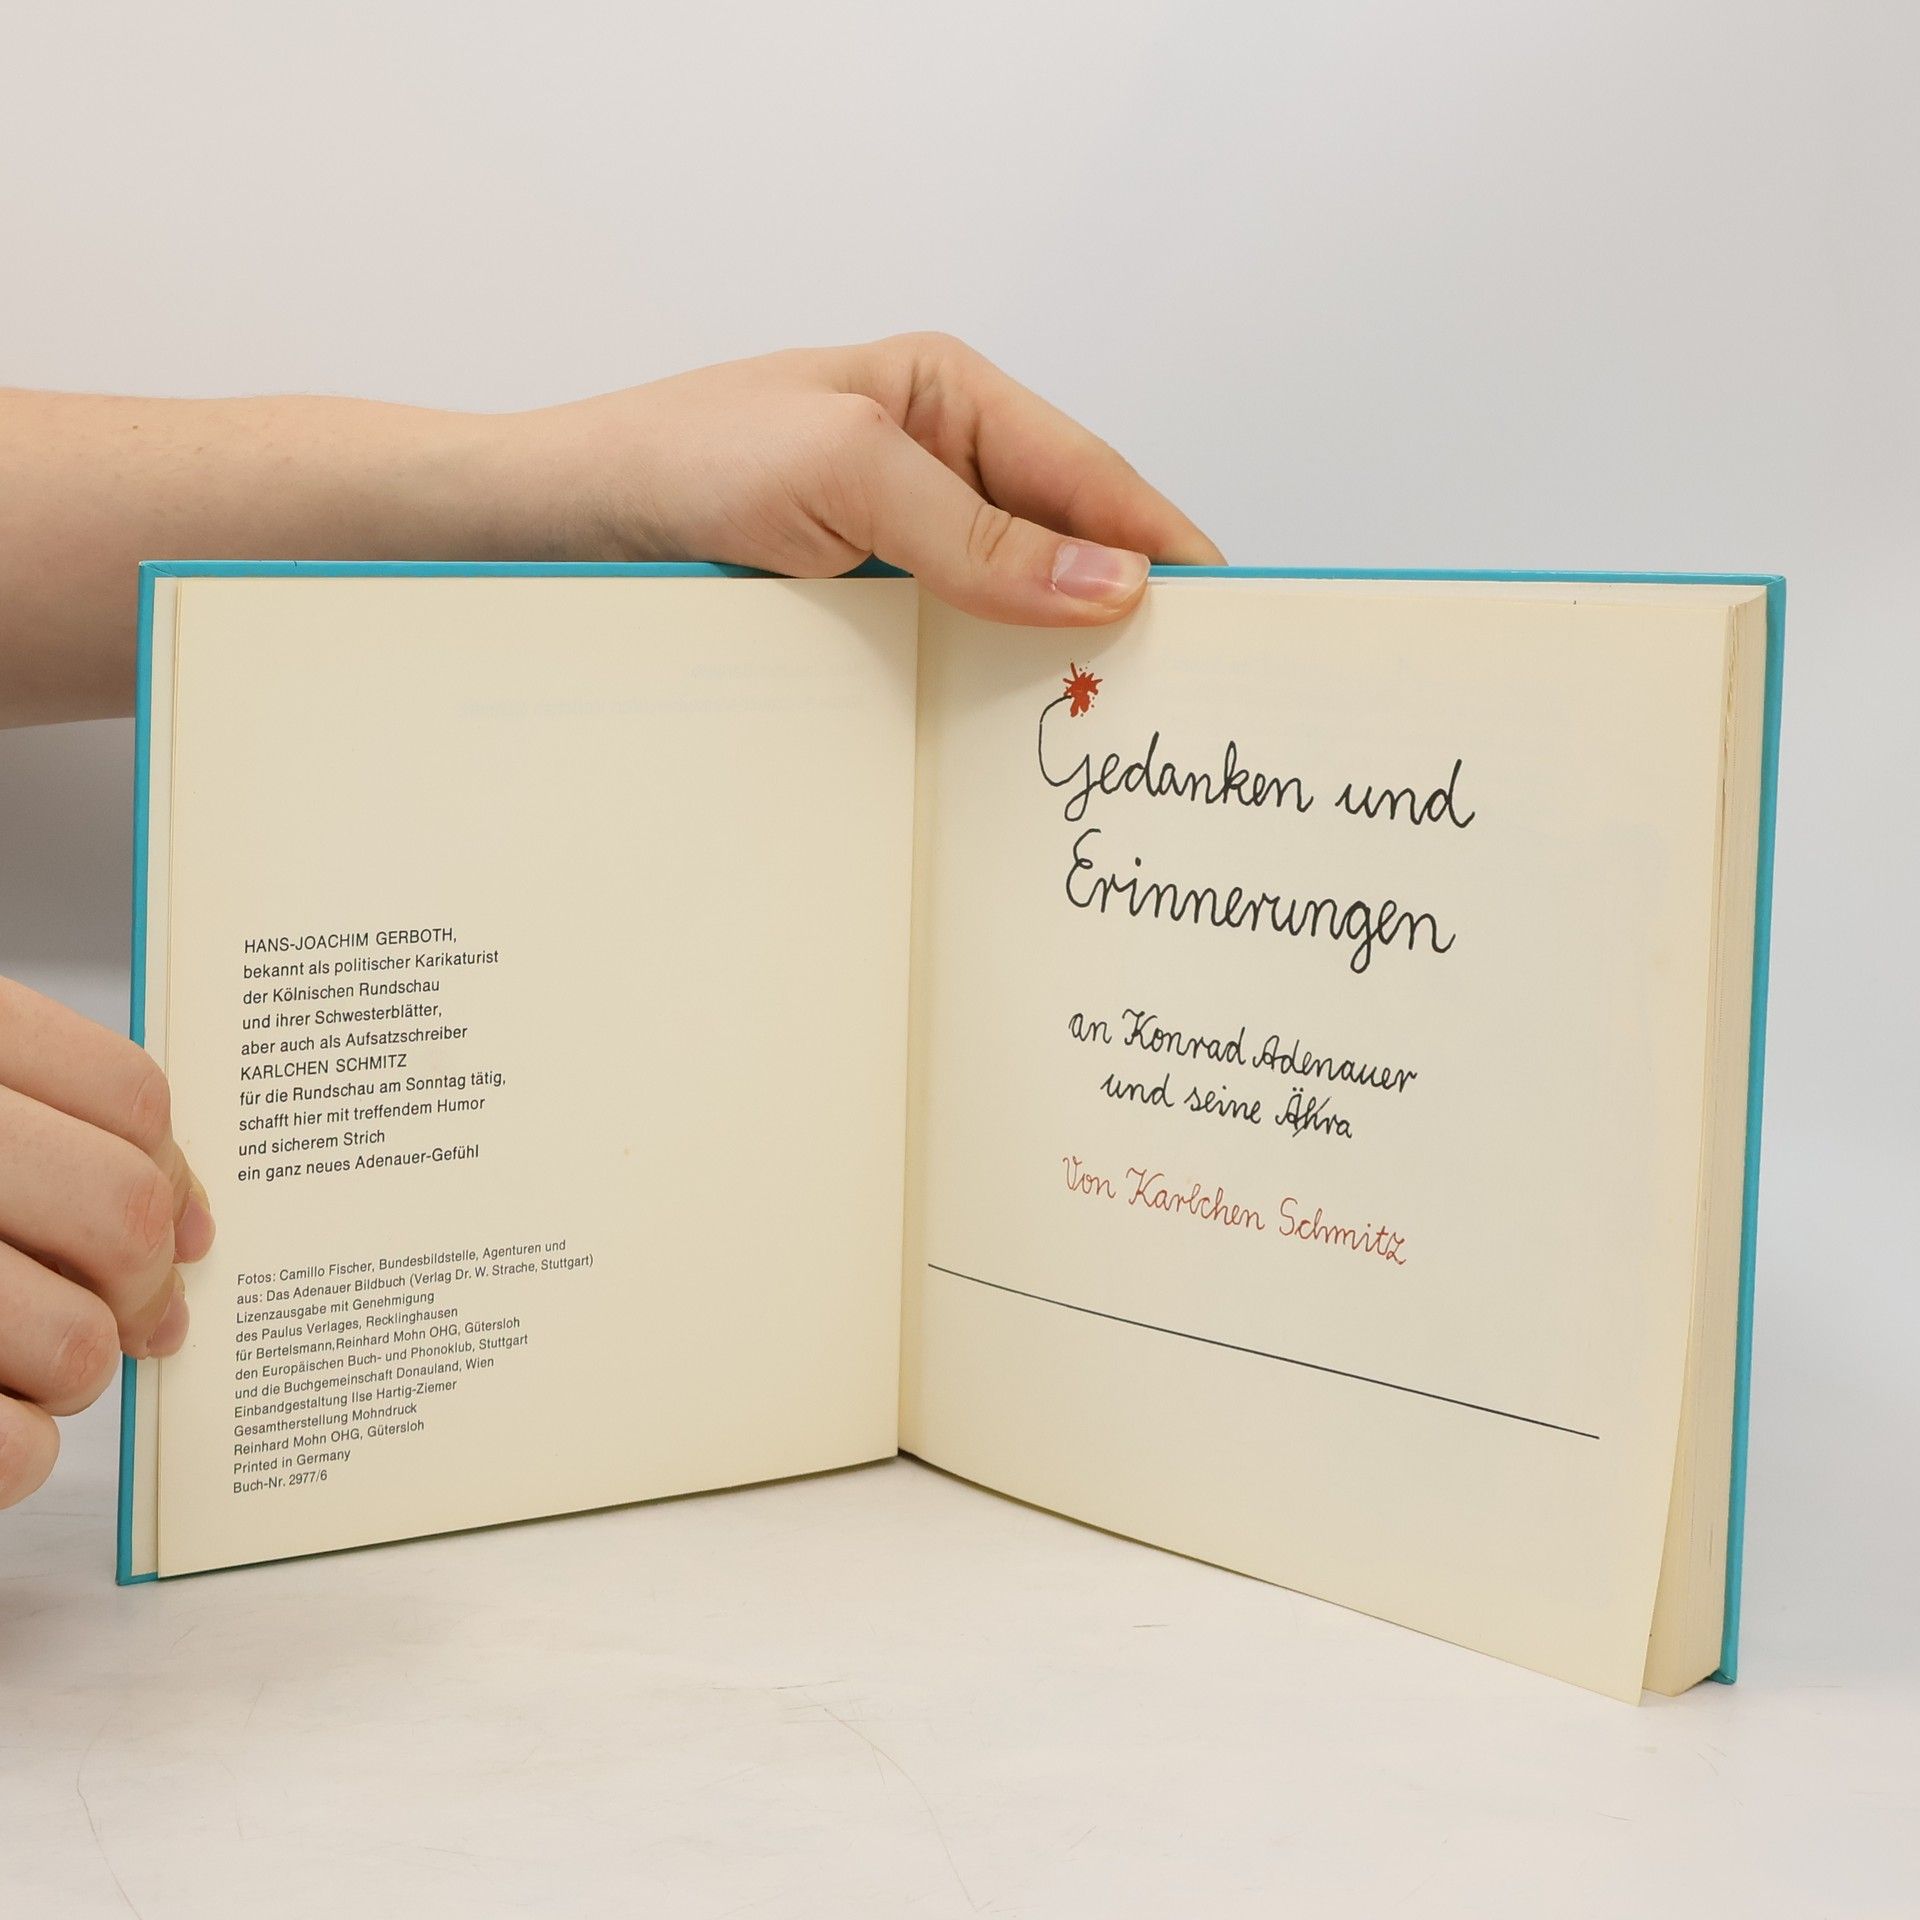 HANS-JOACHIM GERBOTH,
bekannt als politischer Karikaturist
der Kölnischen Rundschau
und ihrer Schwesterblätter,
aber auch als Aufsatzschreiber
KARLCHEN SCHMITZ
für die Rundschau am Sonntag tätig,
schafft hier mit treffendem Humor
und sicherem Strich
ein ganz neues Adenauer-Gefühl
Fotos: Camillo Fischer, Bundesbildstelle, Agenturen und
aus: Das Adenauer Bildbuch (Verlag Dr. W. Strache, Stuttgart)
Lizenzausgabe mit Genehmigung
des Paulus Verlages, Recklinghausen
für Bertelsmann, Reinhard Mohn OHG, Gütersloh
den Europäischen Buch- und Phonoklub, Stuttgart
und die Buchgemeinschaft Donauland, Wien
Einbandgestaltung Ilse Hartig-Ziemer
Gesamtherstellung Mohndruck
Reinhard Mohn OHG, Gütersloh
Printed in Germany
Buch-Nr. 2977/6
Gedanken und
Erinnerungen
an Konrad Adenauer
und seine Ähra
Von Karlchen Schmitz